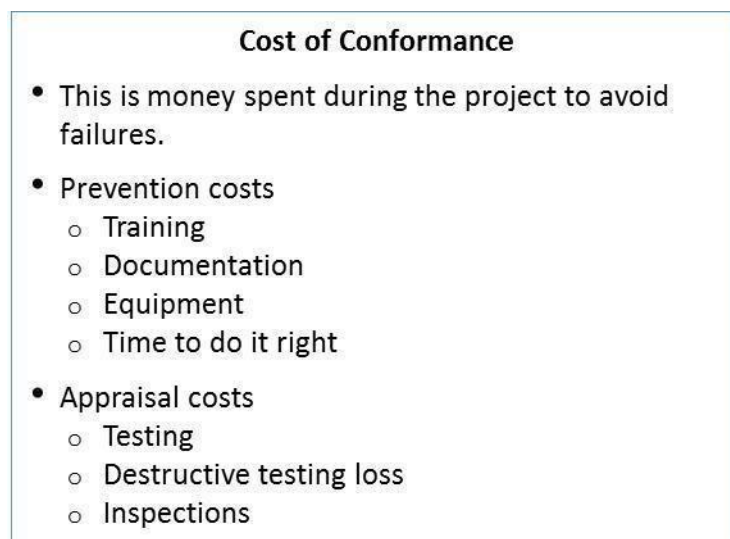 Cost of Conformance
• This is money spent during the project to avoid
failures.
• Prevention costs
o Training
o Documentation
o Equipment
o Time to do it right
• Appraisal costs
o Testing
o Destructive testing loss
o Inspections